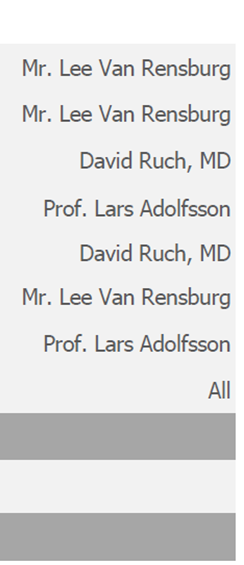 Mr. Lee Van Rensburg
Mr. Lee Van Rensburg
David Ruch, MD
Prof. Lars Adolfsson
David Ruch, MD
Mr. Lee Van Rensburg
Prof. Lars Adolfsson
All